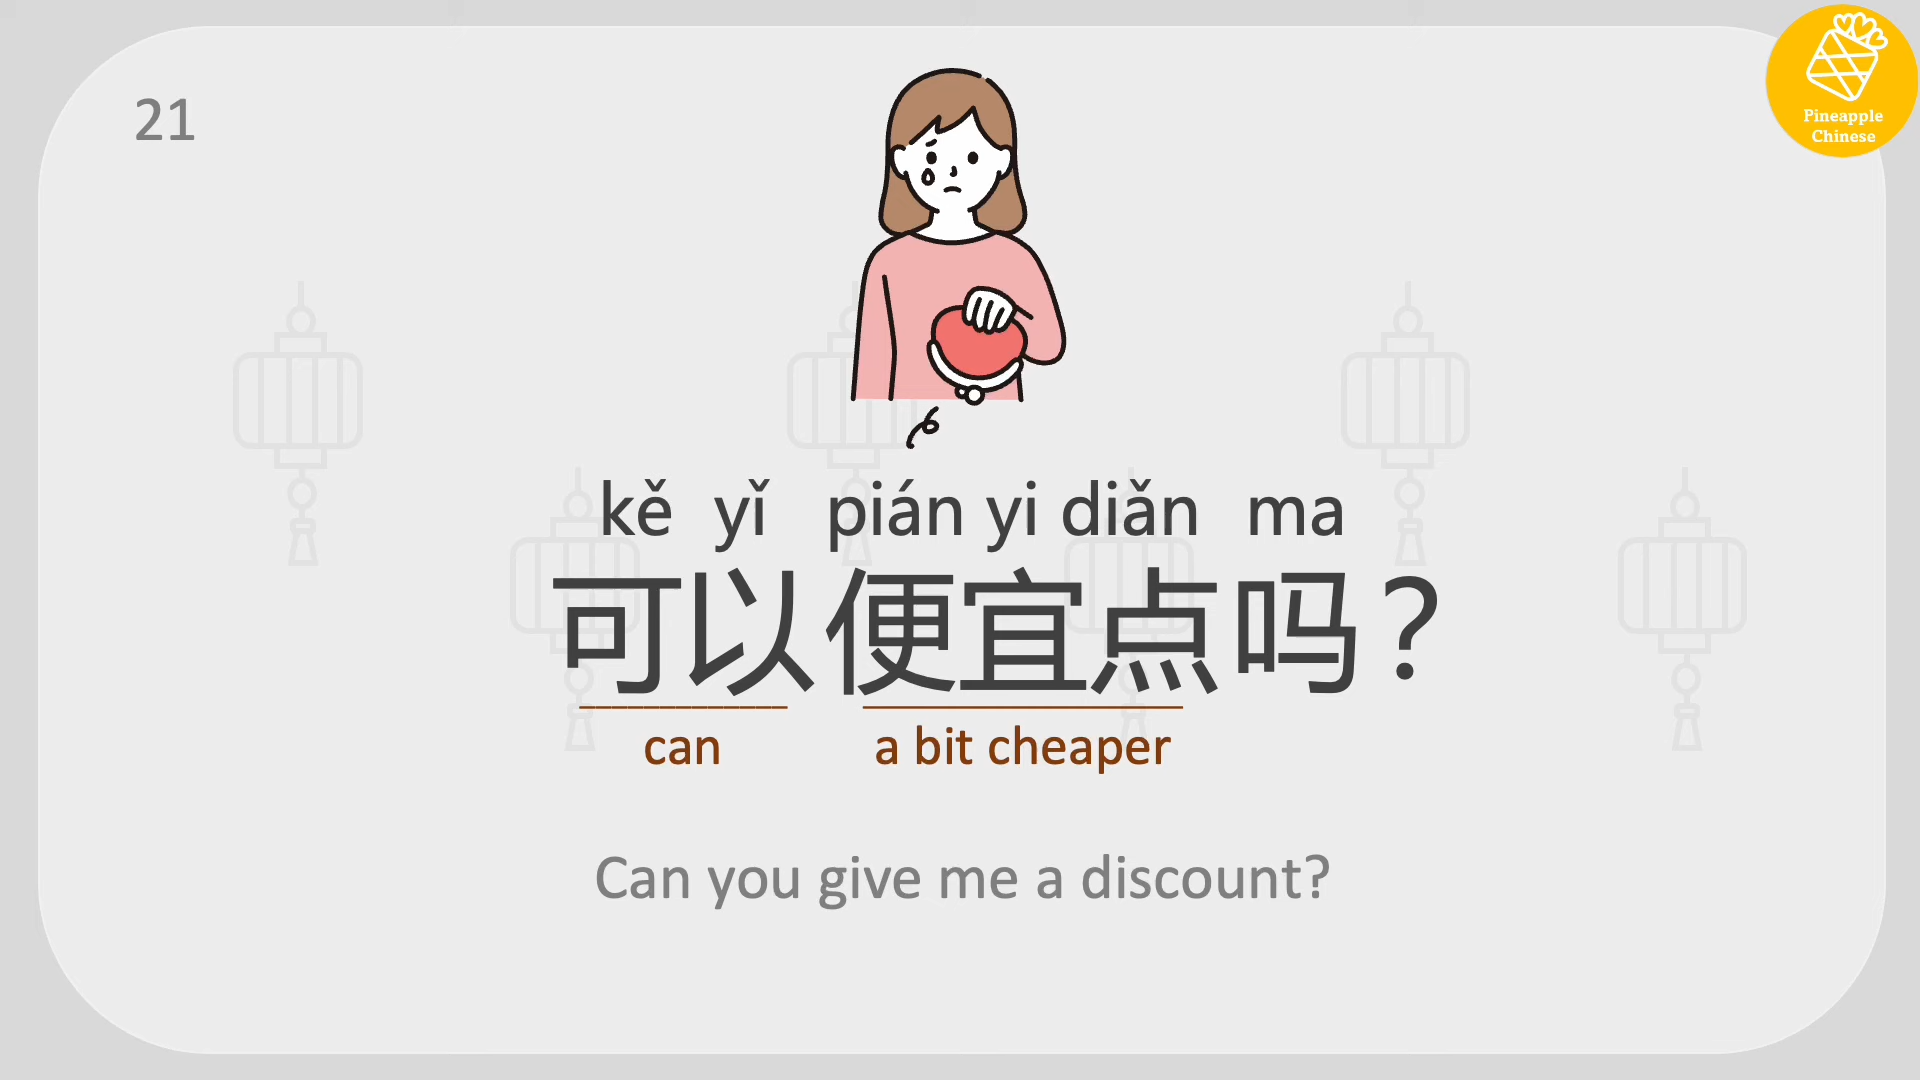 21
Pineapple
Chinese
kě yǐ pián yi diǎn ma
可以便宜点吗？
can a bit cheaper
Can you give me a discount?